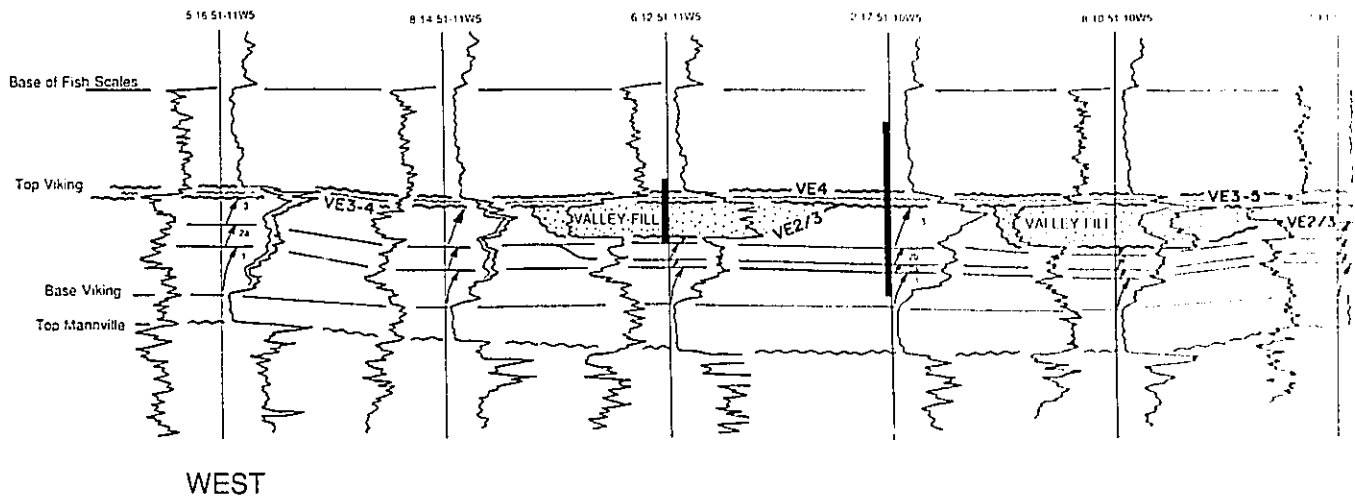 5 16 51-11W5 8 14 51-11W5 6 12 51-11W5 2 17 51 10W5 8 10 51 10W5
Base of Fish Scales
Top Viking
VE4
VE3-4
VE3-5
VALLEY-FILL
VE2/3
VALLEY FILL
VE2/3
3
3
2a
1
Base Viking
Top Mannville
WEST